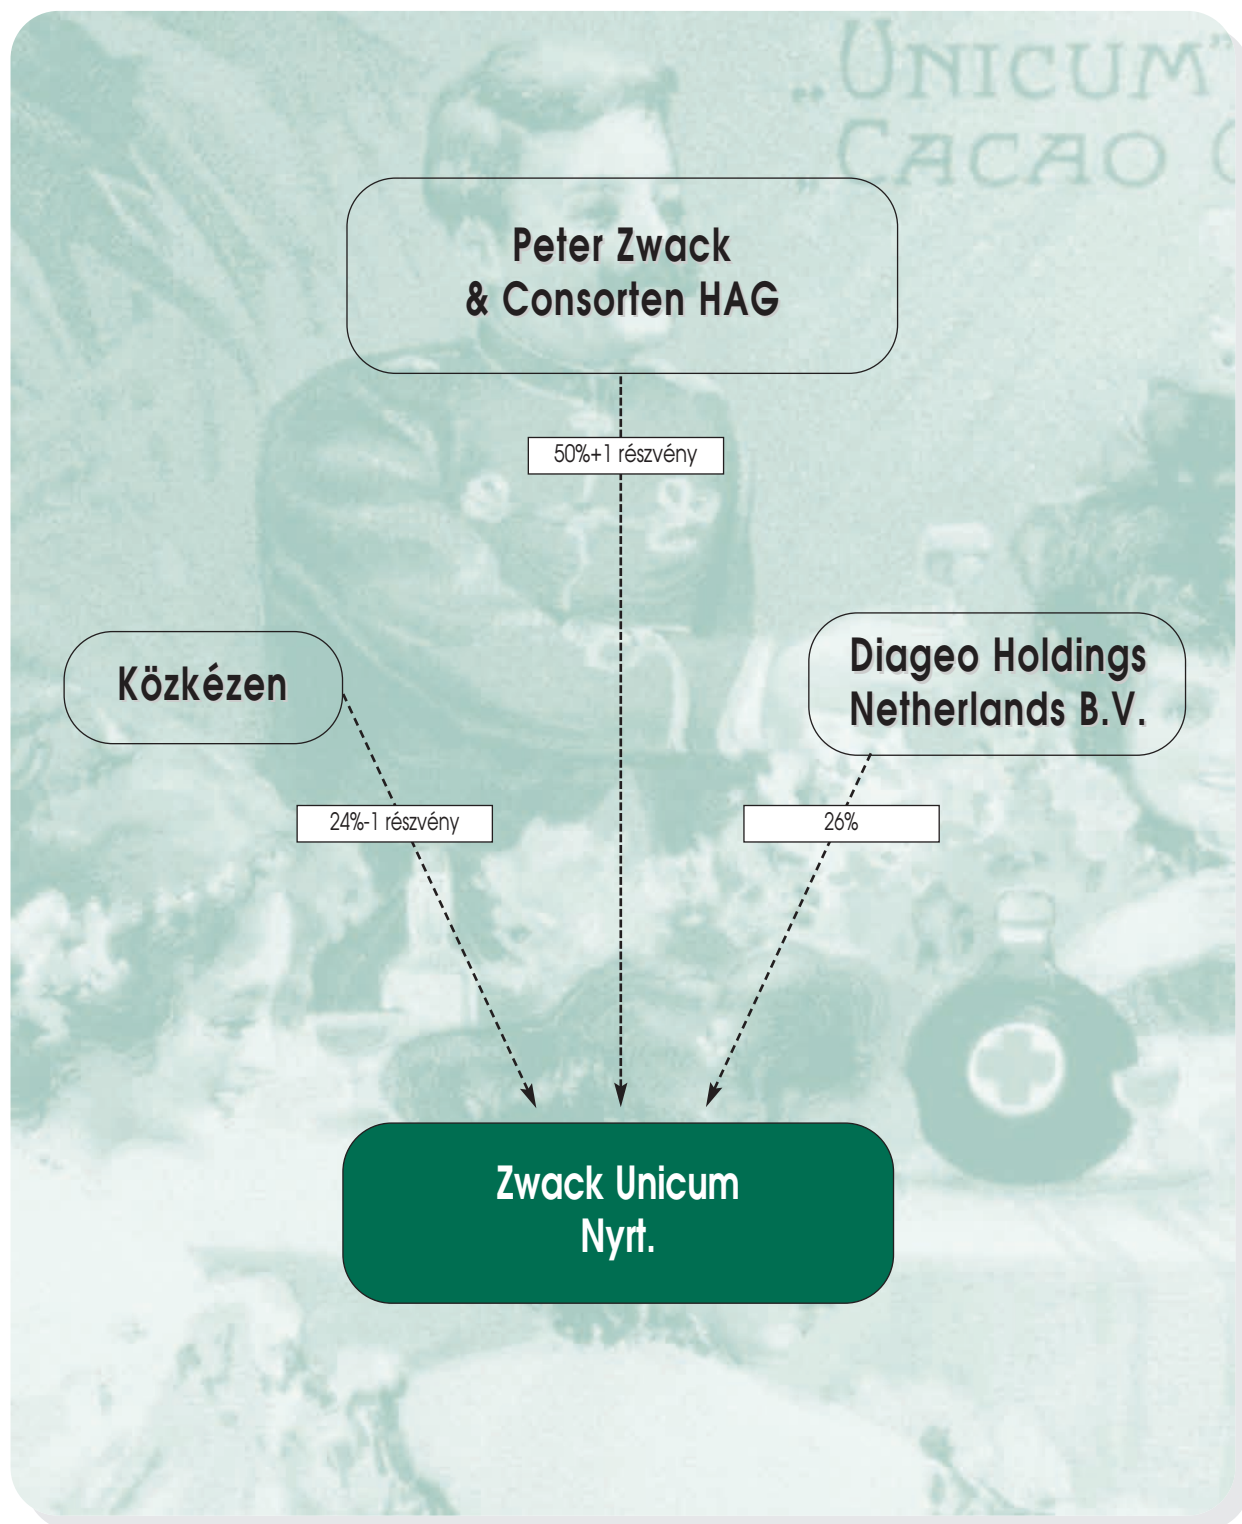 „UNICUM”
„CACAO
Peter Zwack
& Consorten HAG
50%+1 részvény
Közkézen
Diageo Holdings
Netherlands B.V.
24%-1 részvény
26%
Zwack Unicum
Nyrt.